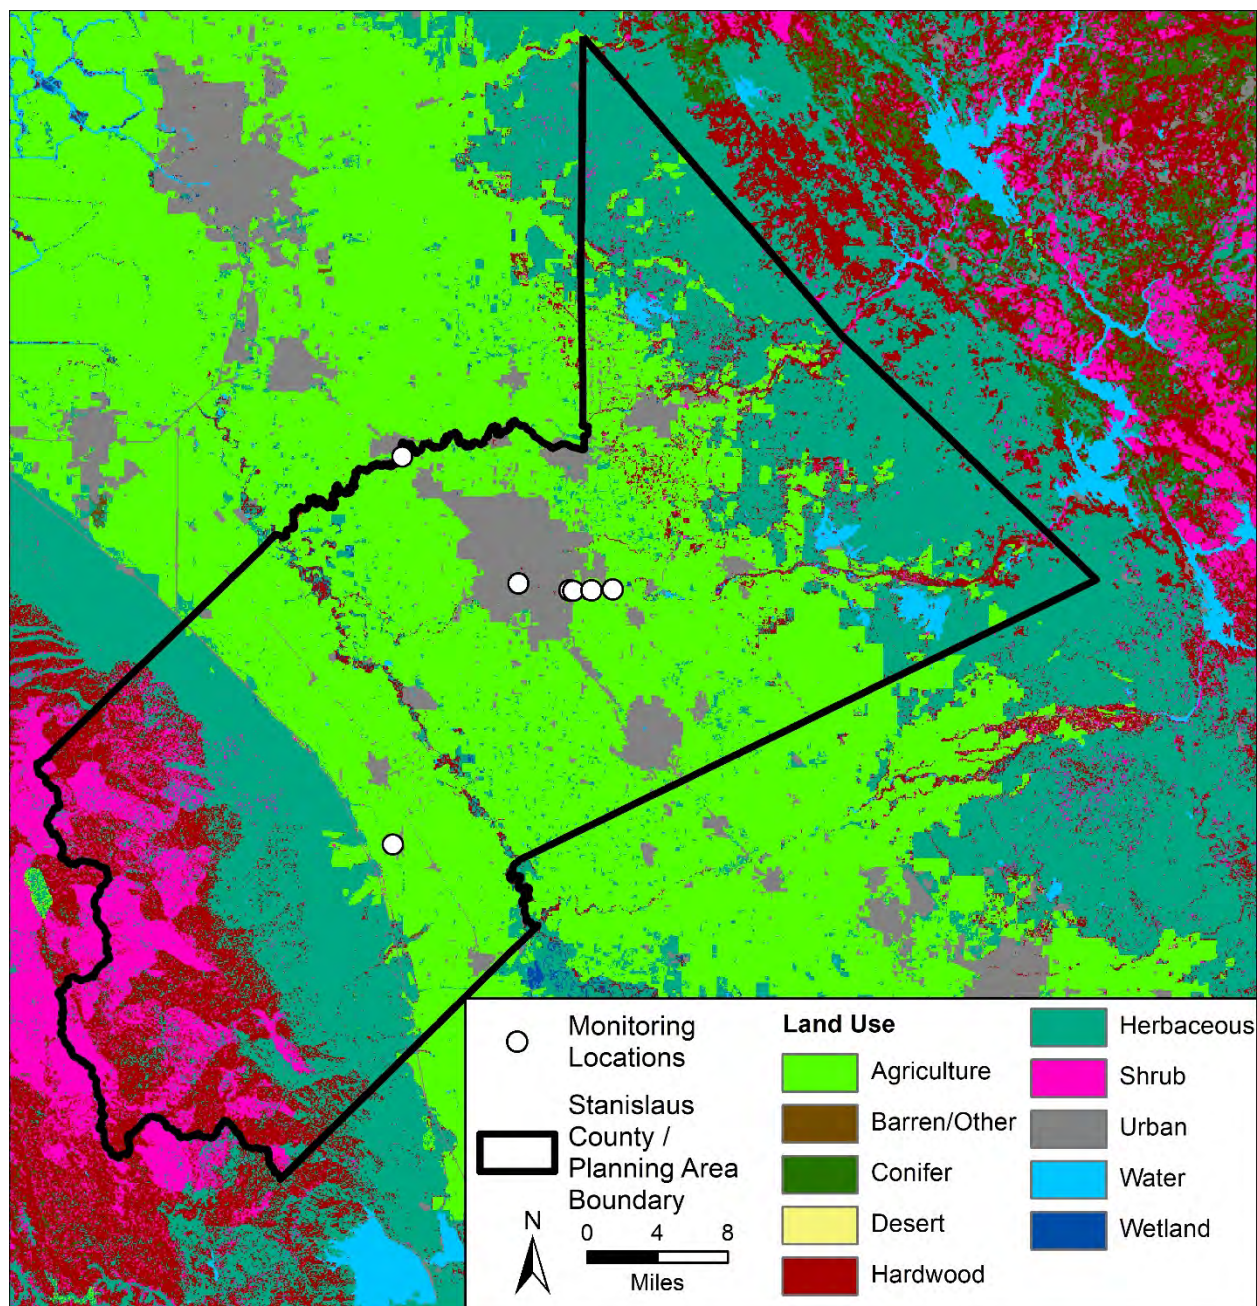 Monitoring
Locations
Stanislaus
County /
Planning Area
Boundary
N
0 4 8
Miles
Land Use
Agriculture
Barren/Other
Conifer
Desert
Hardwood
Herbaceous
Shrub
Urban
Water
Wetland